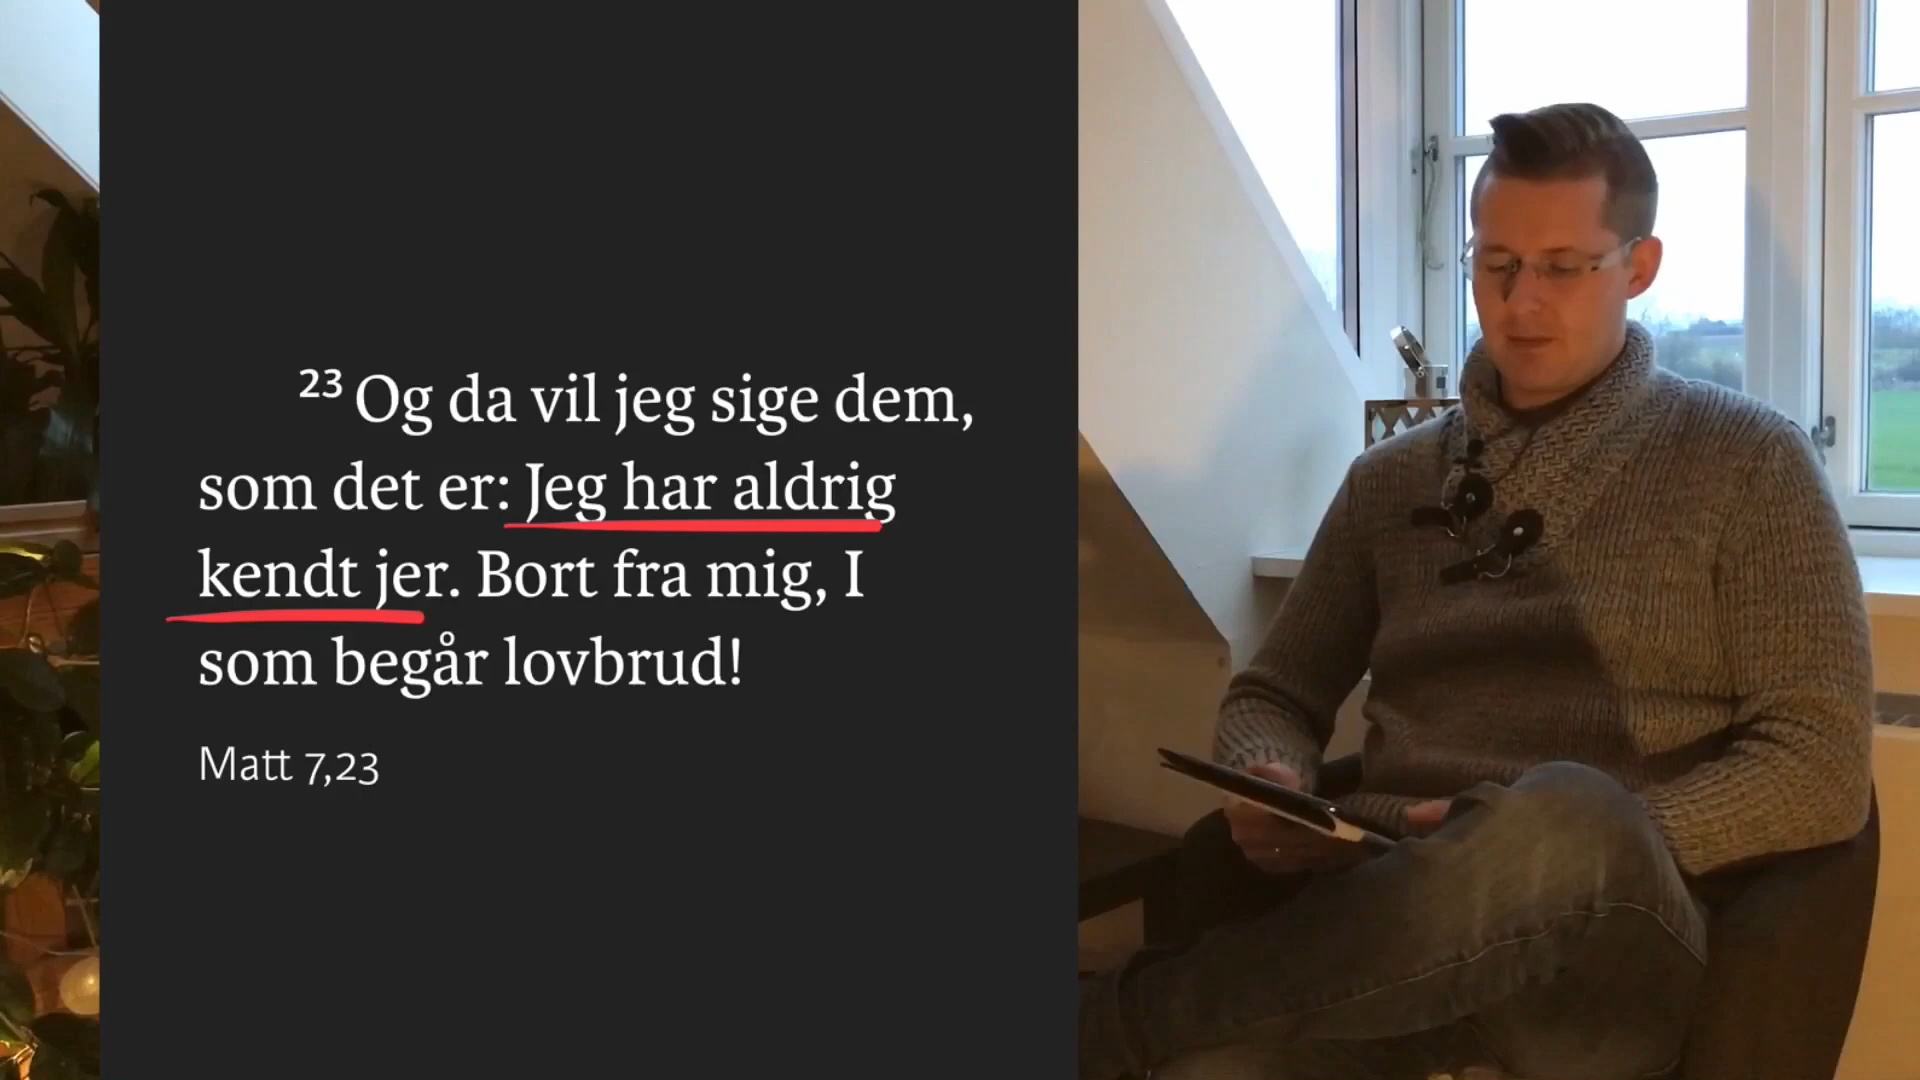 23 Og da vil jeg sige dem,
som det er: Jeg har aldrig
kendt jer. Bort fra mig, I
som begår lovbrud!
Matt 7,23